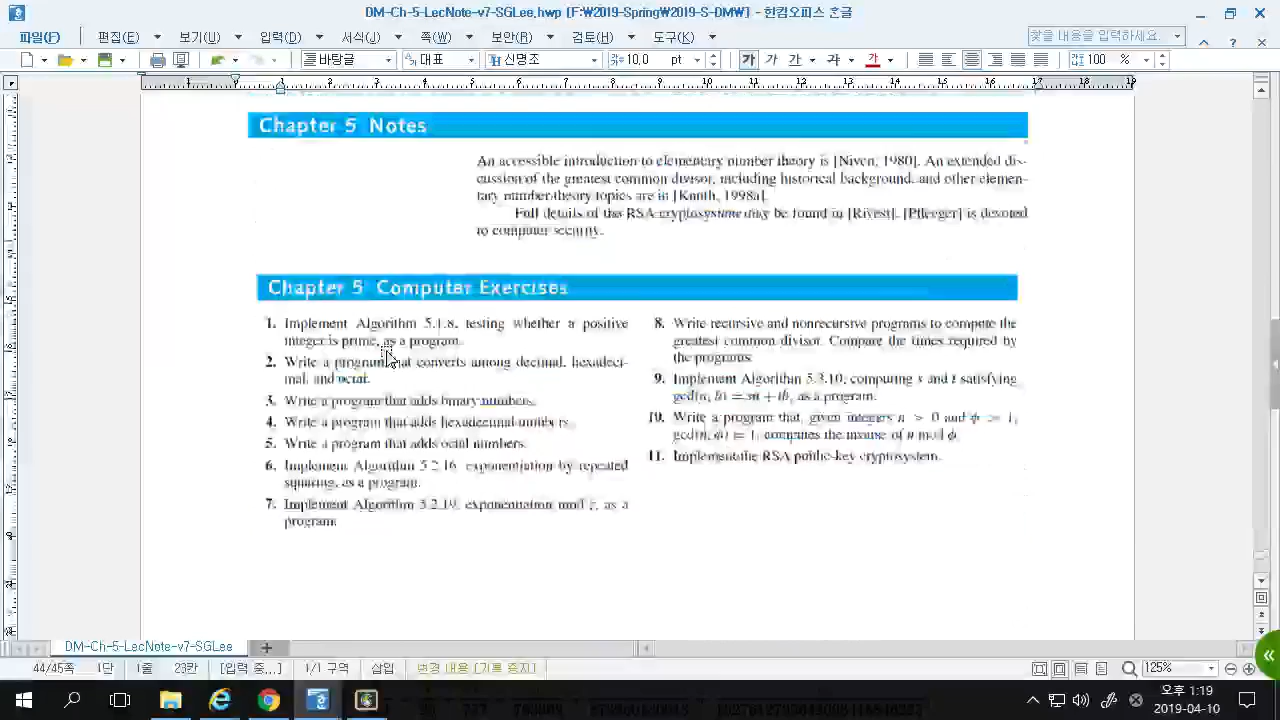 DM-Ch-5-LecNote-v7-SGLee.hwp [F:₩2019-Spring₩2019-S-DMW] - 한컴오피스 한글
파일(F) 편집(E) 보기(U) 입력(D) 서식(J) 쪽(W) 보안(R) 검토(H) 도구(K) 찾을 내용을 입력하세요.
바탕글 대표 신명조 10.0 pt 가 가 가 가 가 100 %
Chapter 5 Notes
An accessible introduction to elementary number theory is [Niven, 1980]. An extended dis-
cussion of the greatest common divisor, including historical background, and other elemen-
tary number theory topics are in [Knuth, 1998a].
Full details of the RSA cryptosystem may be found in [Rivest]. [Pfleeger] is devoted
to computer security.
Chapter 5 Computer Exercises
1. Implement Algorithm 5.1.8, testing whether a positive
integer is prime, as a program.
2. Write a program that converts among decimal, hexadeci-
mal, and octal.
3. Write a program that adds binary numbers.
4. Write a program that adds hexadecimal numbers.
5. Write a program that adds octal numbers.
6. Implement Algorithm 5.2.16, exponentiation by repeated
squaring, as a program.
7. Implement Algorithm 5.2.19, exponentiation mod z, as a
program.
8. Write recursive and nonrecursive programs to compute the
greatest common divisor. Compare the times required by
the programs.
9. Implement Algorithm 5.3.10, computing s and t satisfying
gcd(a, b) = sa + tb, as a program.
10. Write a program that, given integers n > 0 and ϕ > 1,
gcd(n, ϕ) = 1, computes the inverse of n mod ϕ.
11. Implement the RSA public-key cryptosystem.
DM-Ch-5-LecNote-v7-SGLee
44/45쪽 1단 1줄 23칸 1/1 구역 삽입 변경 내용 [기록 중지] 125%
오후 1:19
2019-04-10